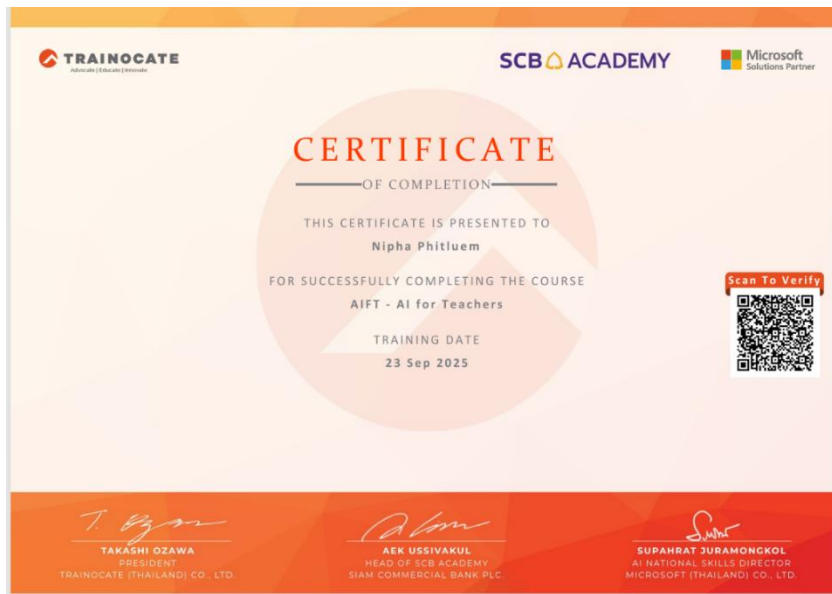 TRAINOCATE
Advocate | Educate | Innovate
SCB ACADEMY
Microsoft
Solutions Partner
CERTIFICATE
OF COMPLETION
THIS CERTIFICATE IS PRESENTED TO
Nipha Phitluem
FOR SUCCESSFULLY COMPLETING THE COURSE
AIFT - AI for Teachers
TRAINING DATE
23 Sep 2025
Scan To Verify
TAKASHI OZAWA
PRESIDENT
TRAINOCATE (THAILAND) CO., LTD.
AEK USSIVAKUL
HEAD OF SCB ACADEMY
SIAM COMMERCIAL BANK PLC.
SUPAHRAT JURAMONGKOL
AI NATIONAL SKILLS DIRECTOR
MICROSOFT (THAILAND) CO., LTD.